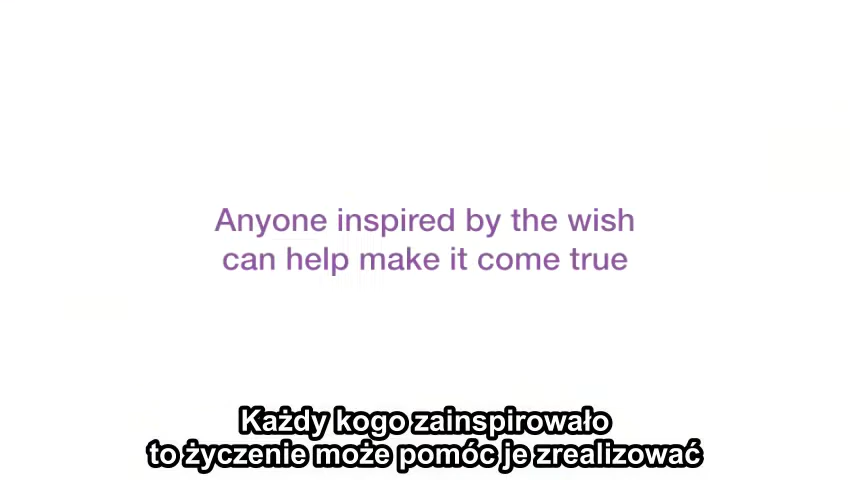 Anyone inspired by the wish
can help make it come true
Każdy kogo zainspirowało
to życzenie może pomóc je zrealizować